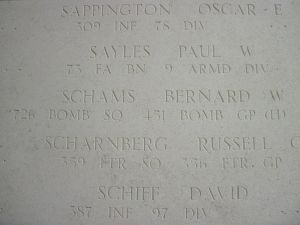 SAPPINGTON OSCAR E
309 INF 78 DIV
SAYLES PAUL W
73 FA BN 9 ARMD DIV
SCHAMS BERNARD W
726 BOMB SQ 451 BOMB GP (H)
SCHARNBERG RUSSELL
359 FTR SQ 356 FTR GP
SCHIFF DAVID
387 INF 97 DIV